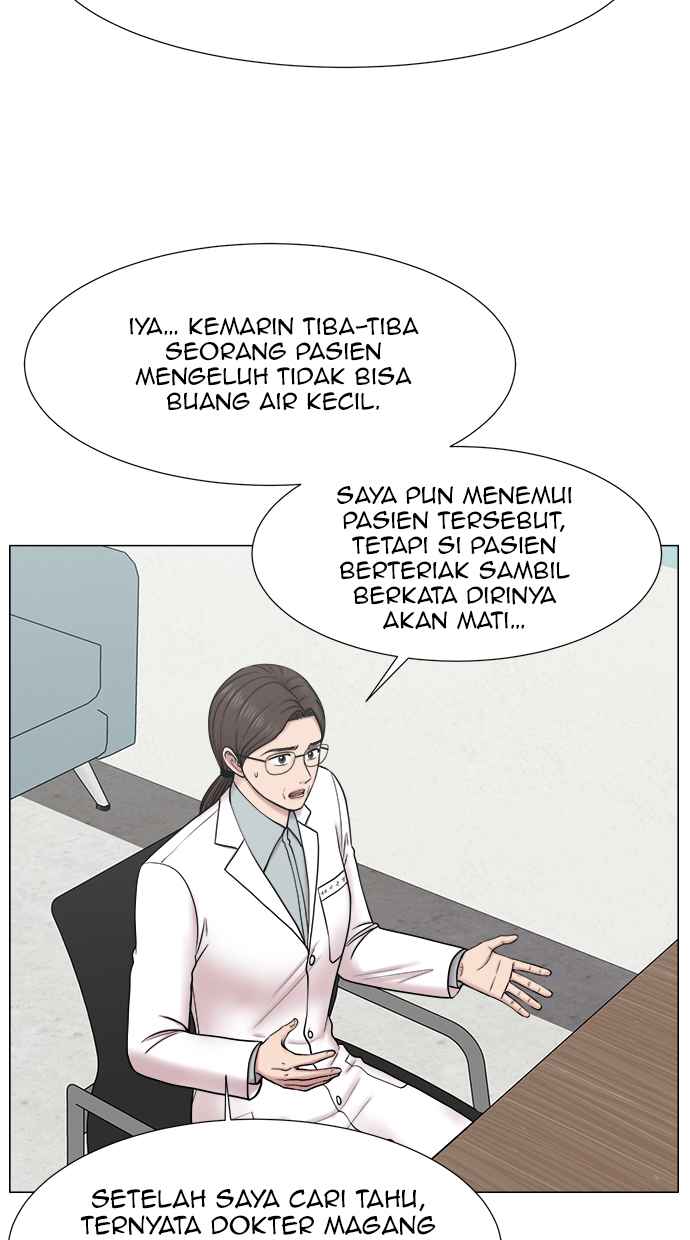 IYA... KEMARIN TIBA-TIBA
SEORANG PASIEN
MENGELUH TIDAK BISA
BUANG AIR KECIL.
SAYA PUN MENEMUI
PASIEN TERSEBUT,
TETAPI SI PASIEN
BERTERIAK SAMBIL
BERKATA DIRINYA
AKAN MATI...
SETELAH SAYA CARI TAHU,
TERNYATA DOKTER MAGANG